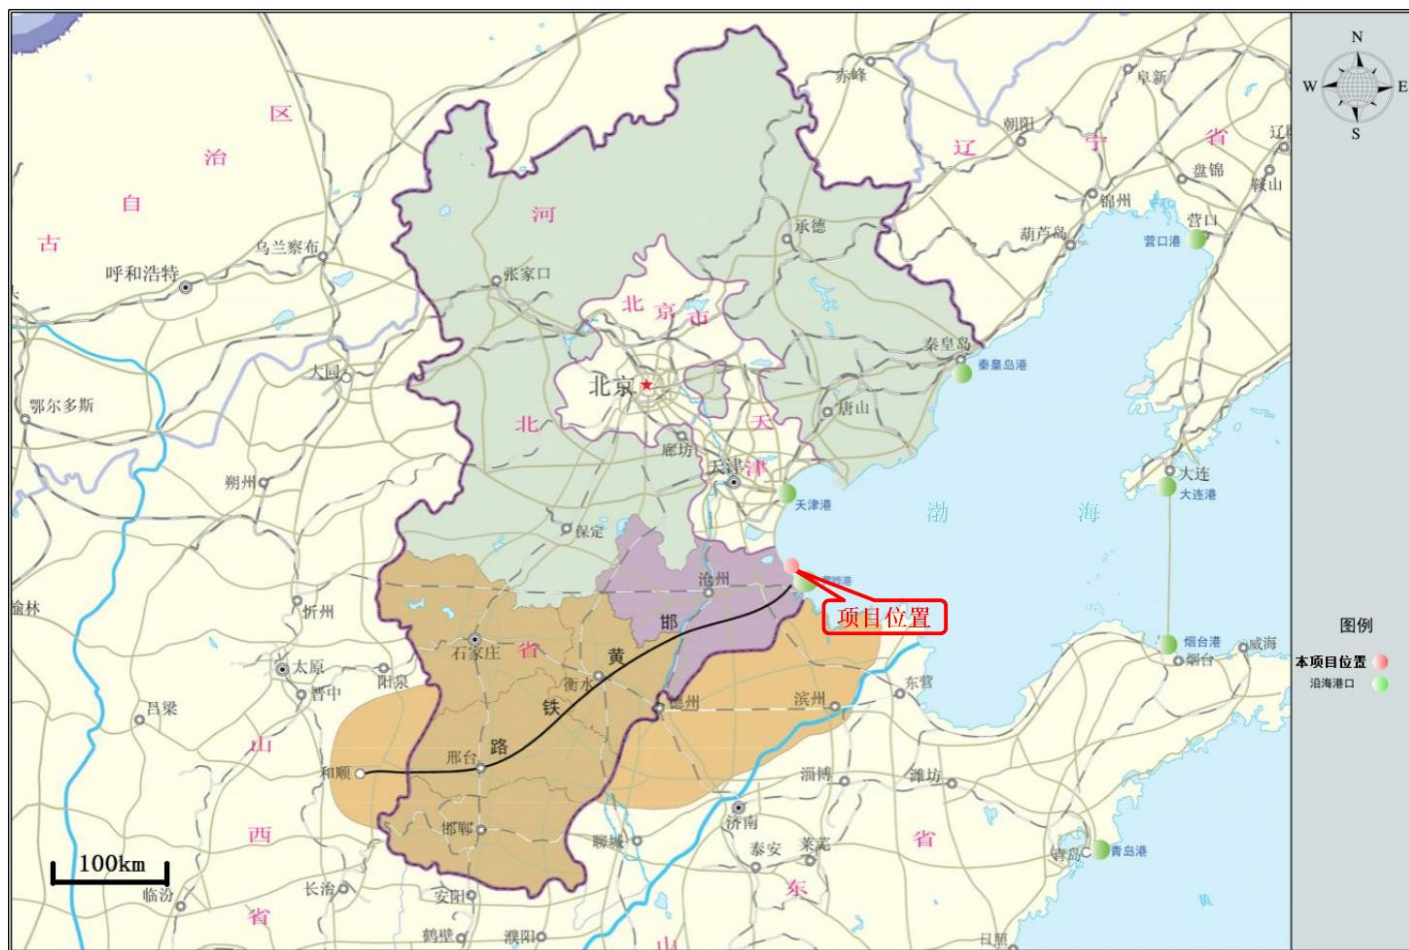 N
W
E
S
图例
本项目位置
沿海港口
赤峰
阜新
朝阳
辽
宁
省
盘锦
鞍山
锦州
营口
营口港
葫芦岛
区
治
自
古
乌兰察布
呼和浩特
河
承德
张家口
北
京
市
北京
秦皇岛
秦皇岛港
大同
鄂尔多斯
北
天
津
唐山
廊坊
天津
天津港
大连
大连港
朔州
保定
渤
海
沧州
项目位置
榆林
忻州
石家庄
省
邯
黄
铁
路
衡水
太原
阳泉
晋中
吕梁
德州
滨州
东营
烟台港
烟台
威海
山
和顺
邢台
淄博
潍坊
西
邯郸
聊城
济南
莱芜
泰安
省
青岛
青岛港
100km
临汾
长治
安阳
东
省
鹤壁
濮阳
山
日照
黄